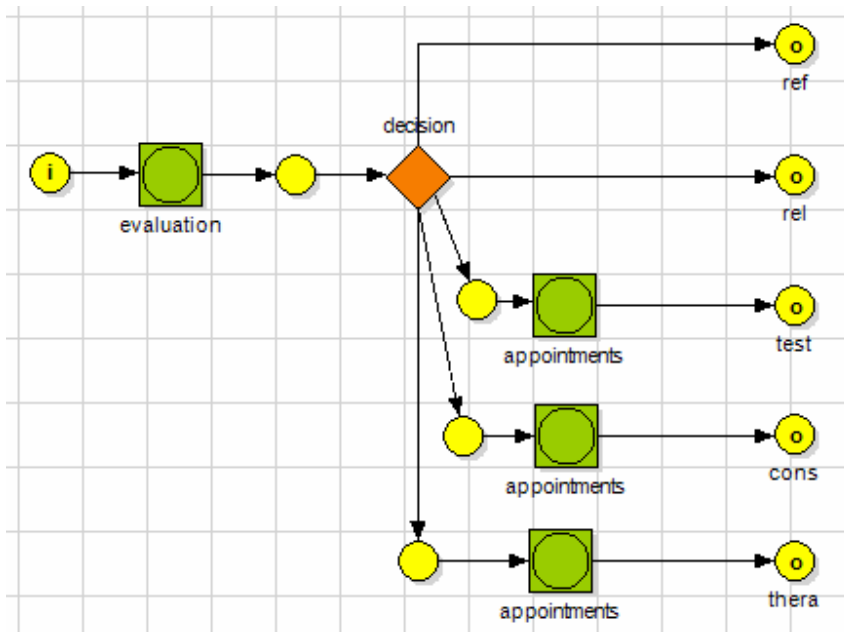 o
ref
decision
i
evaluation
o
rel
appointments
o
test
appointments
o
cons
appointments
o
thera